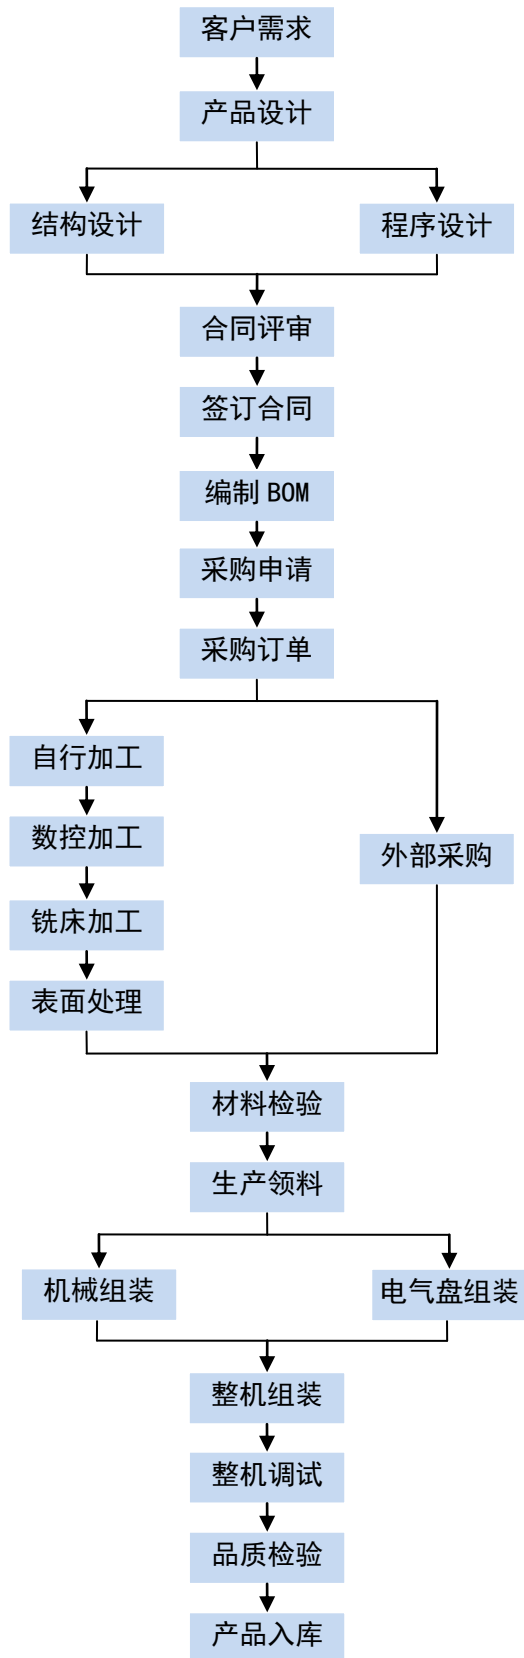 客户需求
产品设计
结构设计
程序设计
合同评审
签订合同
编制 BOM
采购申请
采购订单
自行加工
数控加工
外部采购
铣床加工
表面处理
材料检验
生产领料
机械组装
电气盘组装
整机组装
整机调试
品质检验
产品入库